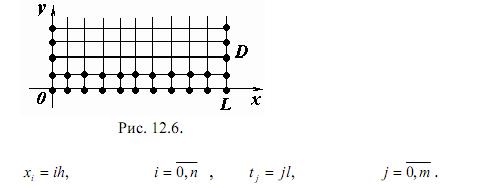 y
D
0
L
x
Рис. 12.6.
x_i = ih, i = \overline{0, n} , t_j = jl, j = \overline{0, m} .